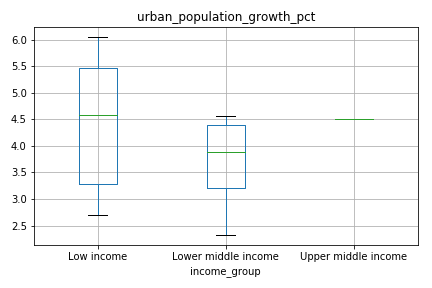 urban_population_growth_pct
6.0
5.5
5.0
4.5
4.0
3.5
3.0
2.5
Low income Lower middle income Upper middle income
income_group